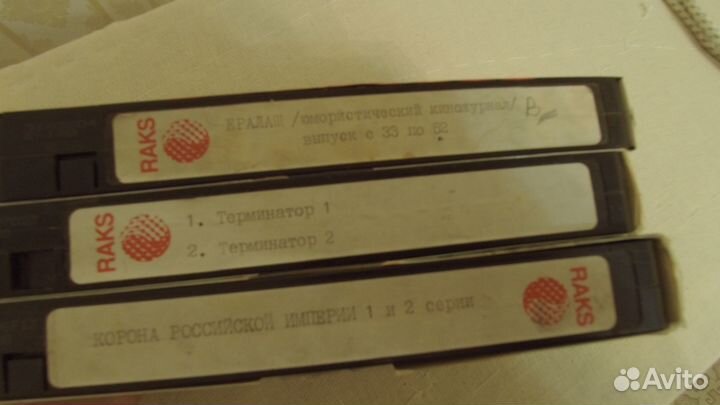 RAKS
ЕРАЛАШ /юмористический киножурнал/
выпуск с 33 по 52
В
RAKS
1. Терминатор 1
2. Терминатор 2
КОРОНА РОССИЙСКОЙ ИМПЕРИИ 1 и 2 серии
RAKS
Avito